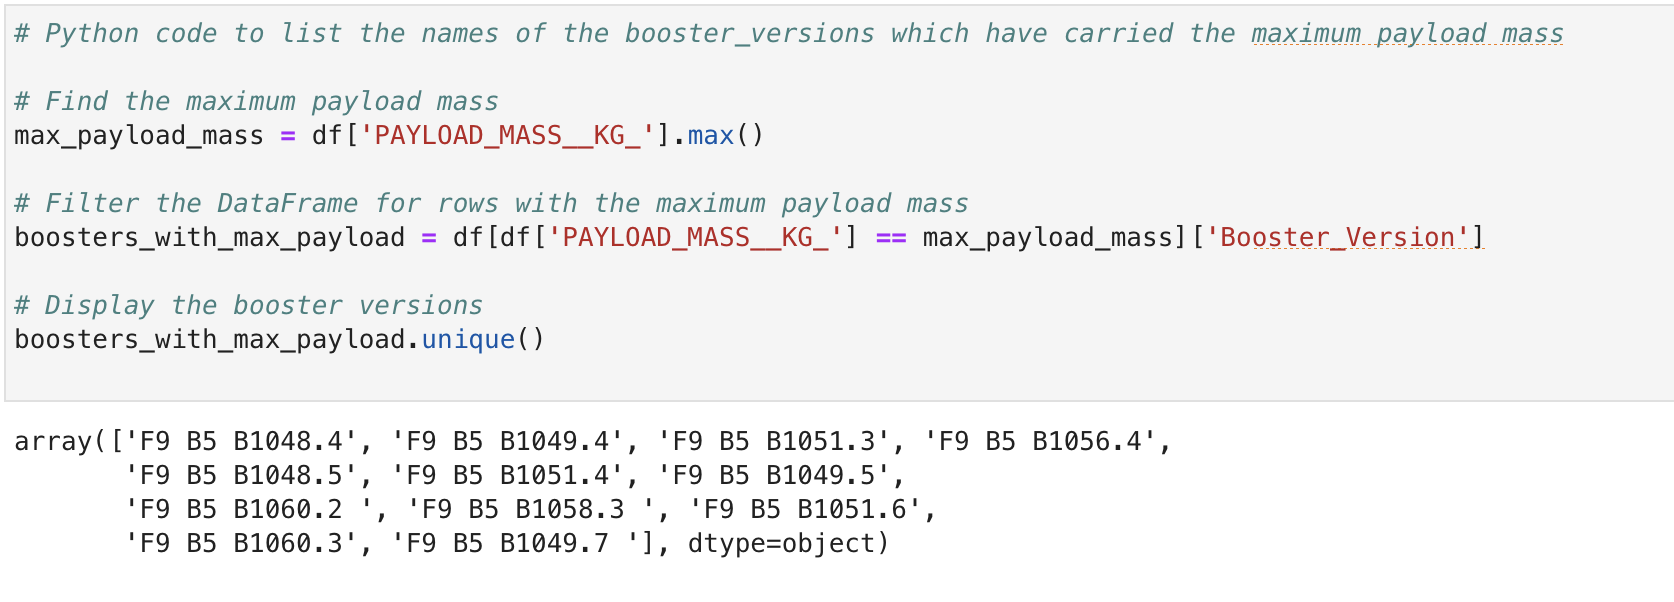 # Python code to list the names of the booster_versions which have carried the maximum payload mass
# Find the maximum payload mass
max_payload_mass = df['PAYLOAD_MASS__KG_'].max()
# Filter the DataFrame for rows with the maximum payload mass
boosters_with_max_payload = df[df['PAYLOAD_MASS__KG_'] == max_payload_mass]['Booster_Version']
# Display the booster versions
boosters_with_max_payload.unique()
array(['F9 B5 B1048.4', 'F9 B5 B1049.4', 'F9 B5 B1051.3', 'F9 B5 B1056.4',
'F9 B5 B1048.5', 'F9 B5 B1051.4', 'F9 B5 B1049.5',
'F9 B5 B1060.2 ', 'F9 B5 B1058.3 ', 'F9 B5 B1051.6',
'F9 B5 B1060.3', 'F9 B5 B1049.7 '], dtype=object)